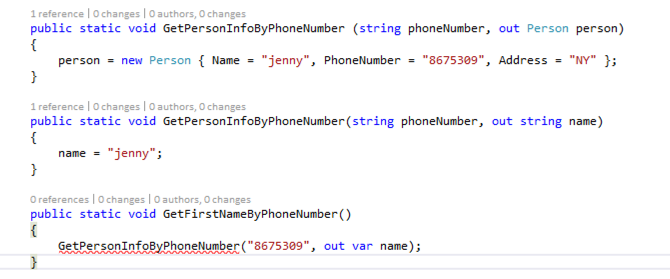 1 reference | 0 changes | 0 authors, 0 changes
public static void GetPersonInfoByPhoneNumber (string phoneNumber, out Person person)
{
person = new Person { Name = "jenny", PhoneNumber = "8675309", Address = "NY" };
}
1 reference | 0 changes | 0 authors, 0 changes
public static void GetPersonInfoByPhoneNumber(string phoneNumber, out string name)
{
name = "jenny";
}
0 references | 0 changes | 0 authors, 0 changes
public static void GetFirstNameByPhoneNumber()
{
GetPersonInfoByPhoneNumber("8675309", out var name);
}